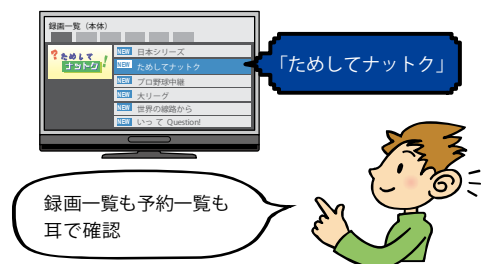 録画一覧（本体）
？ためして
ナットク！
NEW 日本シリーズ
NEW ためしてナットク
NEW プロ野球中継
NEW 大リーグ
NEW 世界の線路から
NEW いっ て Question!
「ためしてナットク」
録画一覧も予約一覧も
耳で確認